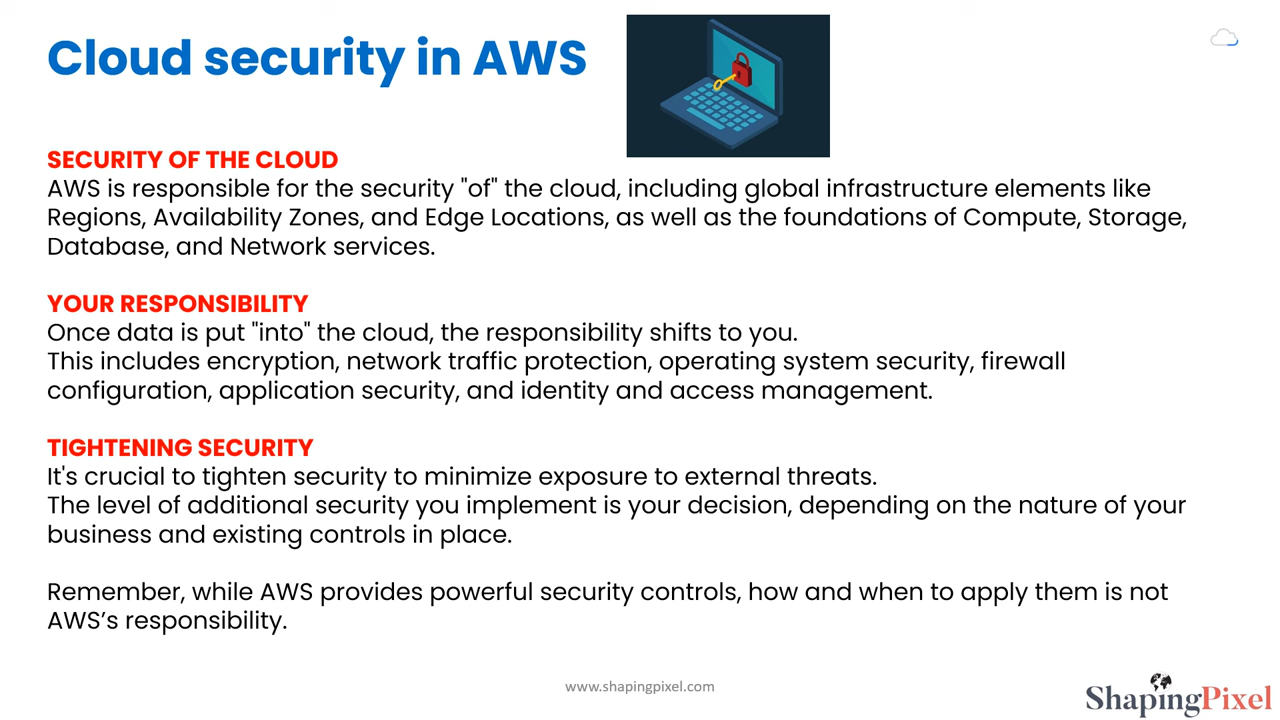 Cloud security in AWS
SECURITY OF THE CLOUD
AWS is responsible for the security "of" the cloud, including global infrastructure elements like
Regions, Availability Zones, and Edge Locations, as well as the foundations of Compute, Storage,
Database, and Network services.
YOUR RESPONSIBILITY
Once data is put "into" the cloud, the responsibility shifts to you.
This includes encryption, network traffic protection, operating system security, firewall
configuration, application security, and identity and access management.
TIGHTENING SECURITY
It's crucial to tighten security to minimize exposure to external threats.
The level of additional security you implement is your decision, depending on the nature of your
business and existing controls in place.
Remember, while AWS provides powerful security controls, how and when to apply them is not
AWS’s responsibility.
www.shapingpixel.com
ShapingPixel